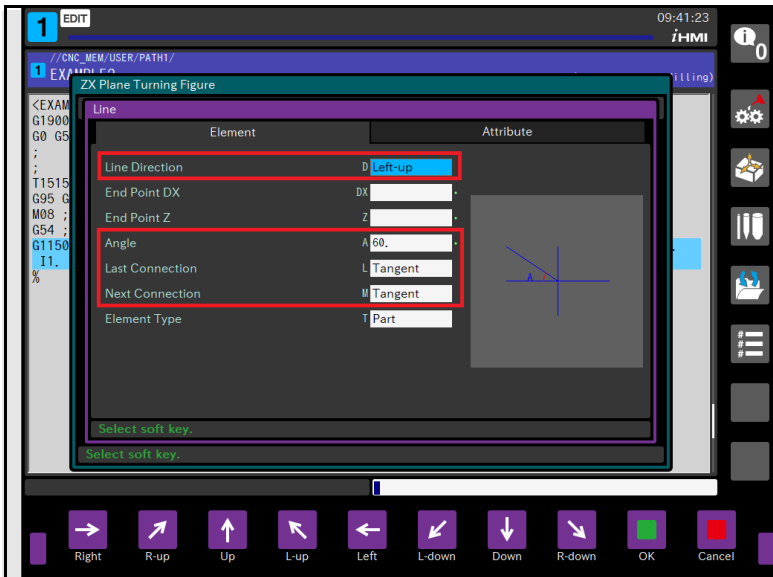 1 EDIT 09:41:23
iHMI
0
//CNC_MEM/USER/PATH1/
1
ZX Plane Turning Figure
<EXAM
Line
G1900
Element Attribute
G0 G5
;
;
Line Direction D Left-up
T1515
End Point DX DX
G95 G
M08 ;
End Point Z Z
G54 ;
G1150
Angle A 60.
I1.
Last Connection L Tangent
%
Next Connection M Tangent
Element Type T Part
A
Select soft key.
Select soft key.
Right R-up Up L-up Left L-down Down R-down OK Cancel